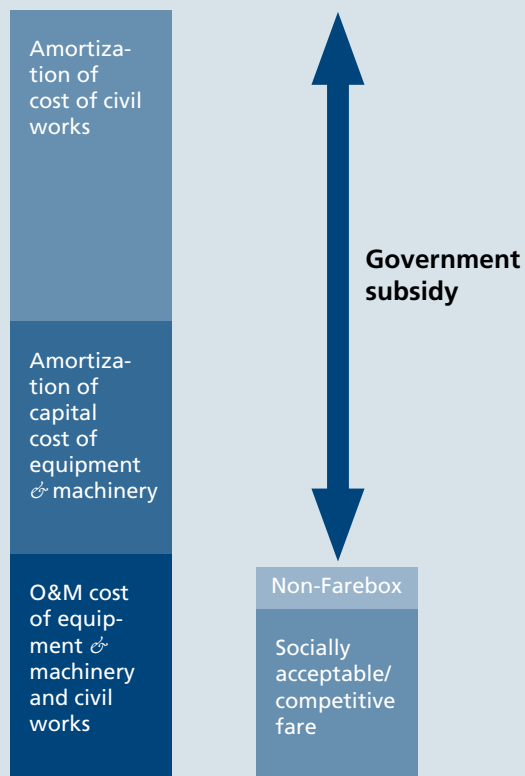 Amortiza-
tion of
cost of civil
works
Government
subsidy
Amortiza-
tion of
capital
cost of
equipment
& machinery
O&M cost
of equip-
ment &
machinery
and civil
works
Non-Farebox
Socially
acceptable/
competitive
fare